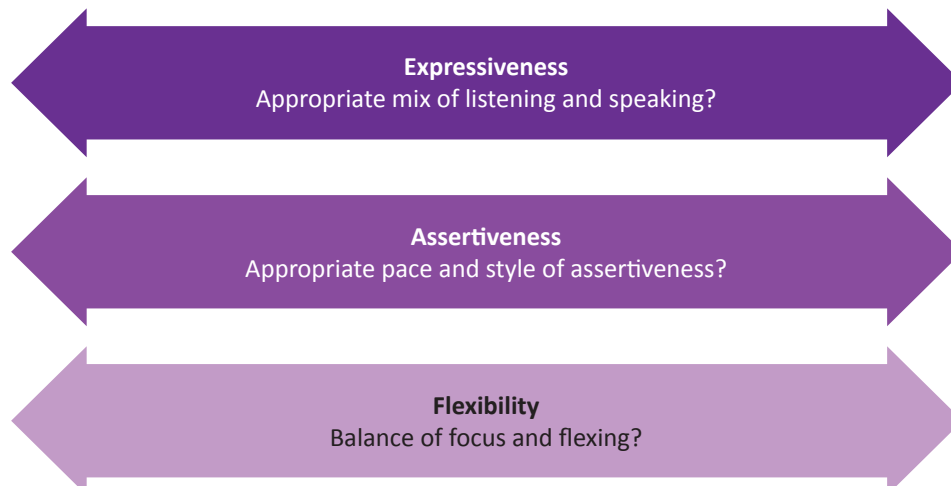 Expressiveness
Appropriate mix of listening and speaking?
Assertiveness
Appropriate pace and style of assertiveness?
Flexibility
Balance of focus and flexing?